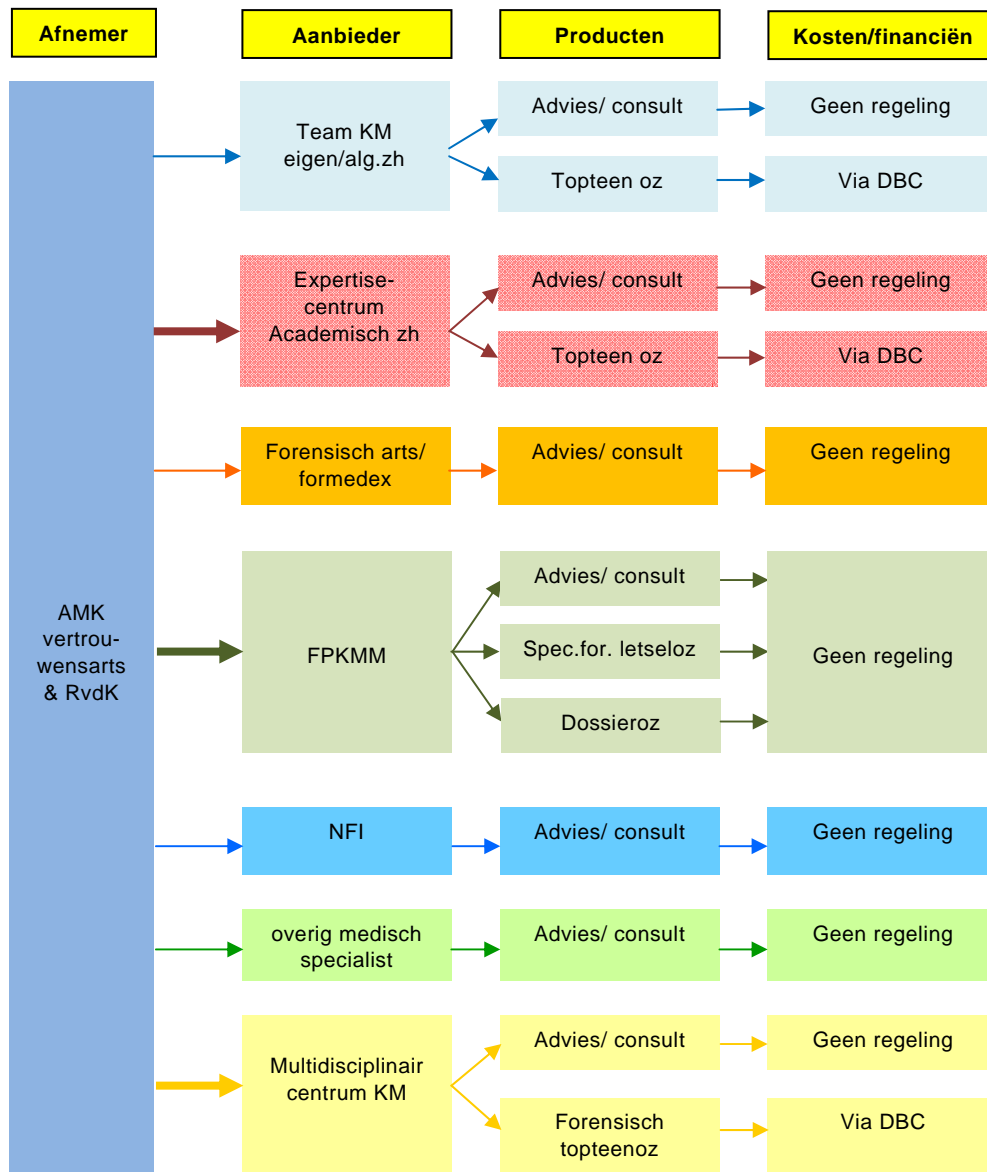 Afnemer
Aanbieder
Producten
Kosten/financiën
AMK
vertrou-
wensarts
& RvdK
Team KM
eigen/alg.zh
Advies/ consult
Geen regeling
Topteen oz
Via DBC
Expertise-
centrum
Academisch zh
Advies/ consult
Geen regeling
Topteen oz
Via DBC
Forensisch arts/
formedex
Advies/ consult
Geen regeling
FPKMM
Advies/ consult
Spec.for. letseloz
Dossieroz
Geen regeling
NFI
Advies/ consult
Geen regeling
overig medisch
specialist
Advies/ consult
Geen regeling
Multidisciplinair
centrum KM
Advies/ consult
Geen regeling
Forensisch
topteenoz
Via DBC